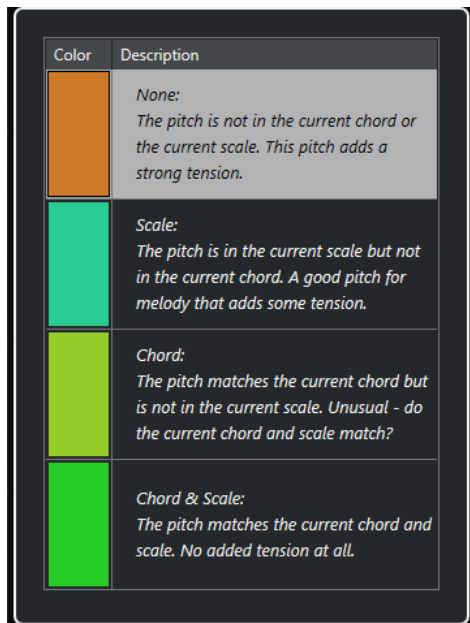 Color Description
None:
The pitch is not in the current chord or
the current scale. This pitch adds a
strong tension.
Scale:
The pitch is in the current scale but not
in the current chord. A good pitch for
melody that adds some tension.
Chord:
The pitch matches the current chord but
is not in the current scale. Unusual - do
the current chord and scale match?
Chord & Scale:
The pitch matches the current chord and
scale. No added tension at all.